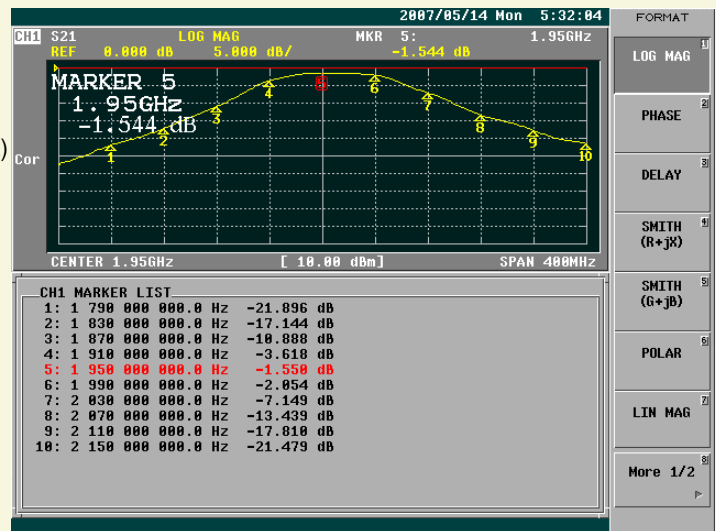 2007/05/14 Mon 5:32:04
CH1 S21 LOG MAG MKR 5: 1.95GHz
REF 0.000 dB 5.000 dB/ -1.544 dB
MARKER 5
1.95GHz
-1.544 dB
)
Cor
1
2
3
4
5
6
7
8
9
10
CENTER 1.95GHz [ 10.00 dBm] SPAN 400MHz
CH1 MARKER LIST
1: 1 790 000 000.0 Hz -21.896 dB
2: 1 830 000 000.0 Hz -17.144 dB
3: 1 870 000 000.0 Hz -10.888 dB
4: 1 910 000 000.0 Hz -3.618 dB
5: 1 950 000 000.0 Hz -1.550 dB
6: 1 990 000 000.0 Hz -2.054 dB
7: 2 030 000 000.0 Hz -7.149 dB
8: 2 070 000 000.0 Hz -13.439 dB
9: 2 110 000 000.0 Hz -17.810 dB
10: 2 150 000 000.0 Hz -21.479 dB
FORMAT
LOG MAG 1
PHASE 2
DELAY 3
SMITH 4
(R+jX)
SMITH 5
(G+jB)
POLAR 6
LIN MAG 7
More 1/2 8